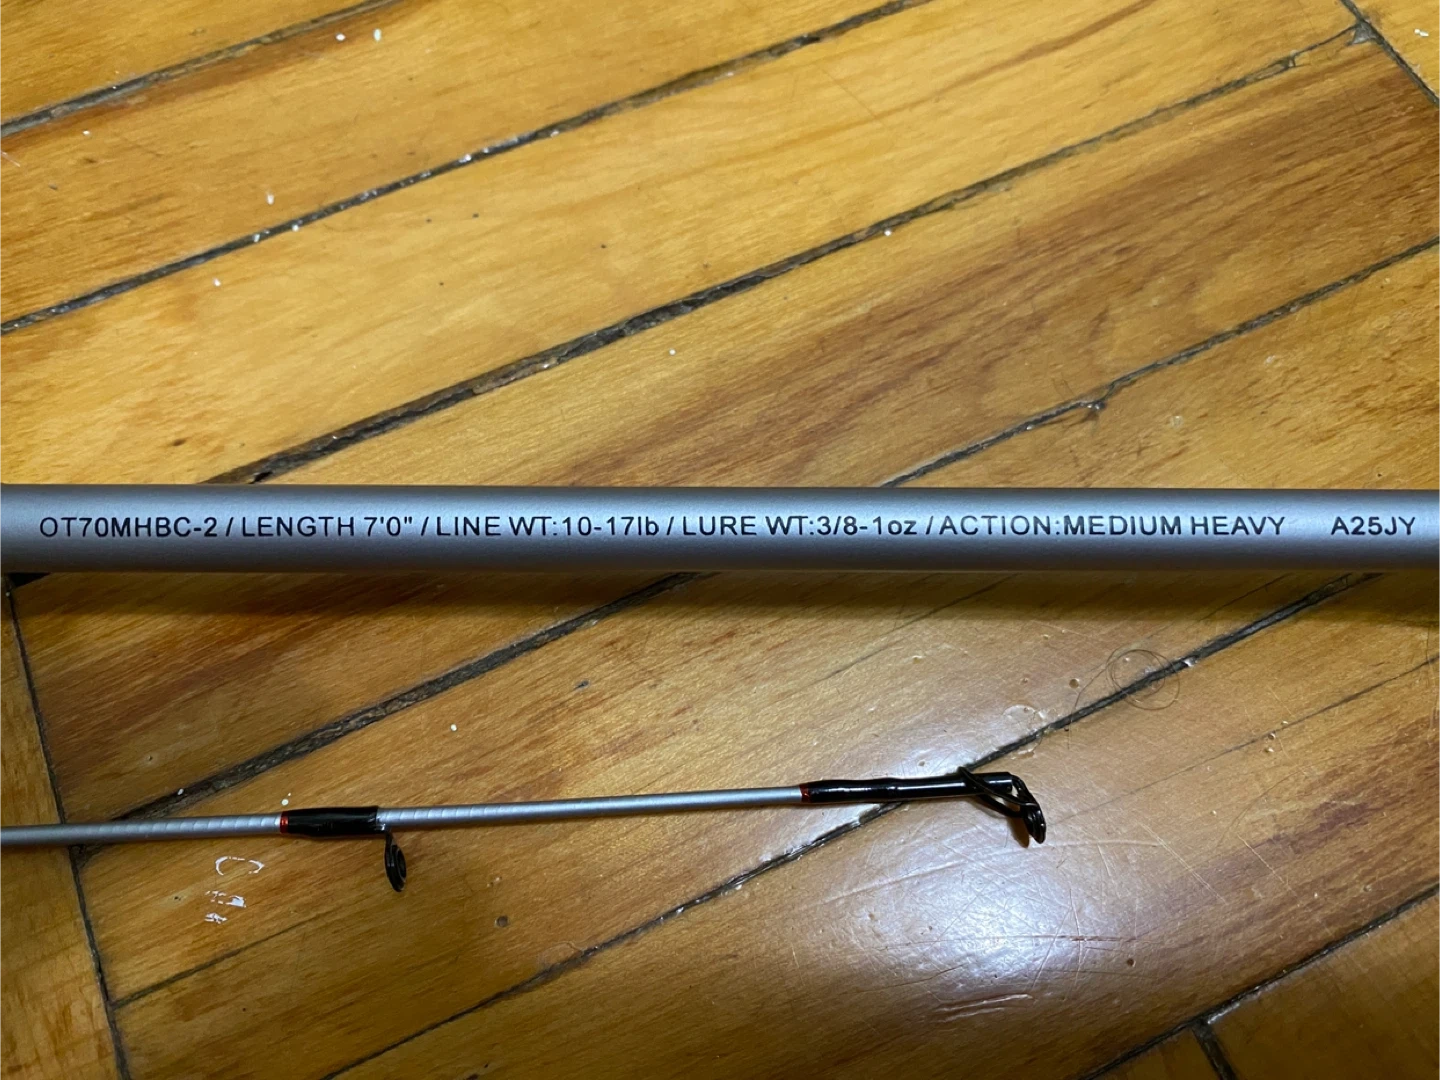 OT70MHBC-2 / LENGTH 7'0" / LINE WT:10-17lb / LURE WT:3/8-1oz / ACTION:MEDIUM HEAVY A25JY